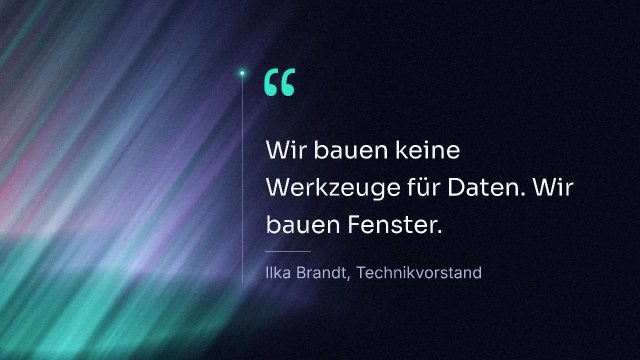 “
Wir bauen keine
Werkzeuge für Daten. Wir
bauen Fenster.
Ilka Brandt, Technikvorstand